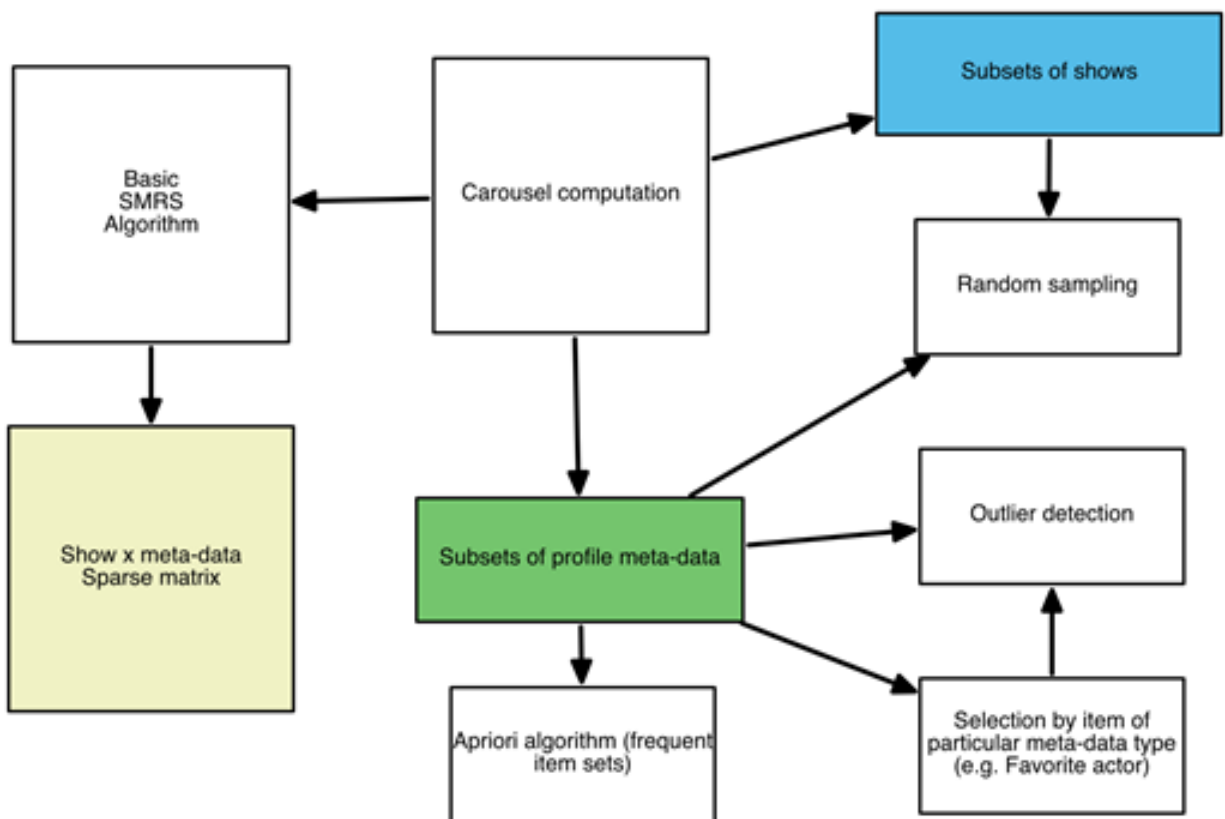 Subsets of shows
Basic
SMRS
Algorithm
Carousel computation
Random sampling
Outlier detection
Show x meta-data
Sparse matrix
Subsets of profile meta-data
Apriori algorithm (frequent
item sets)
Selection by item of
particular meta-data type
(e.g. Favorite actor)